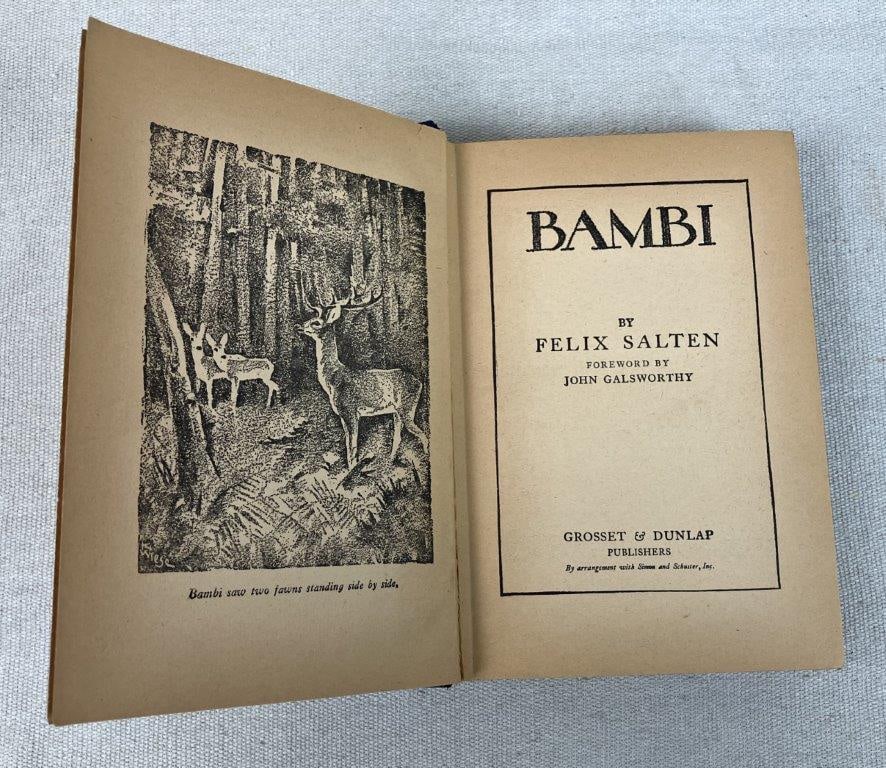 Bambi saw two fawns standing side by side.
BAMBI
BY
FELIX SALTEN
FOREWORD BY
JOHN GALSWORTHY
GROSSET & DUNLAP
PUBLISHERS
By arrangement with Simon and Schuster, Inc.